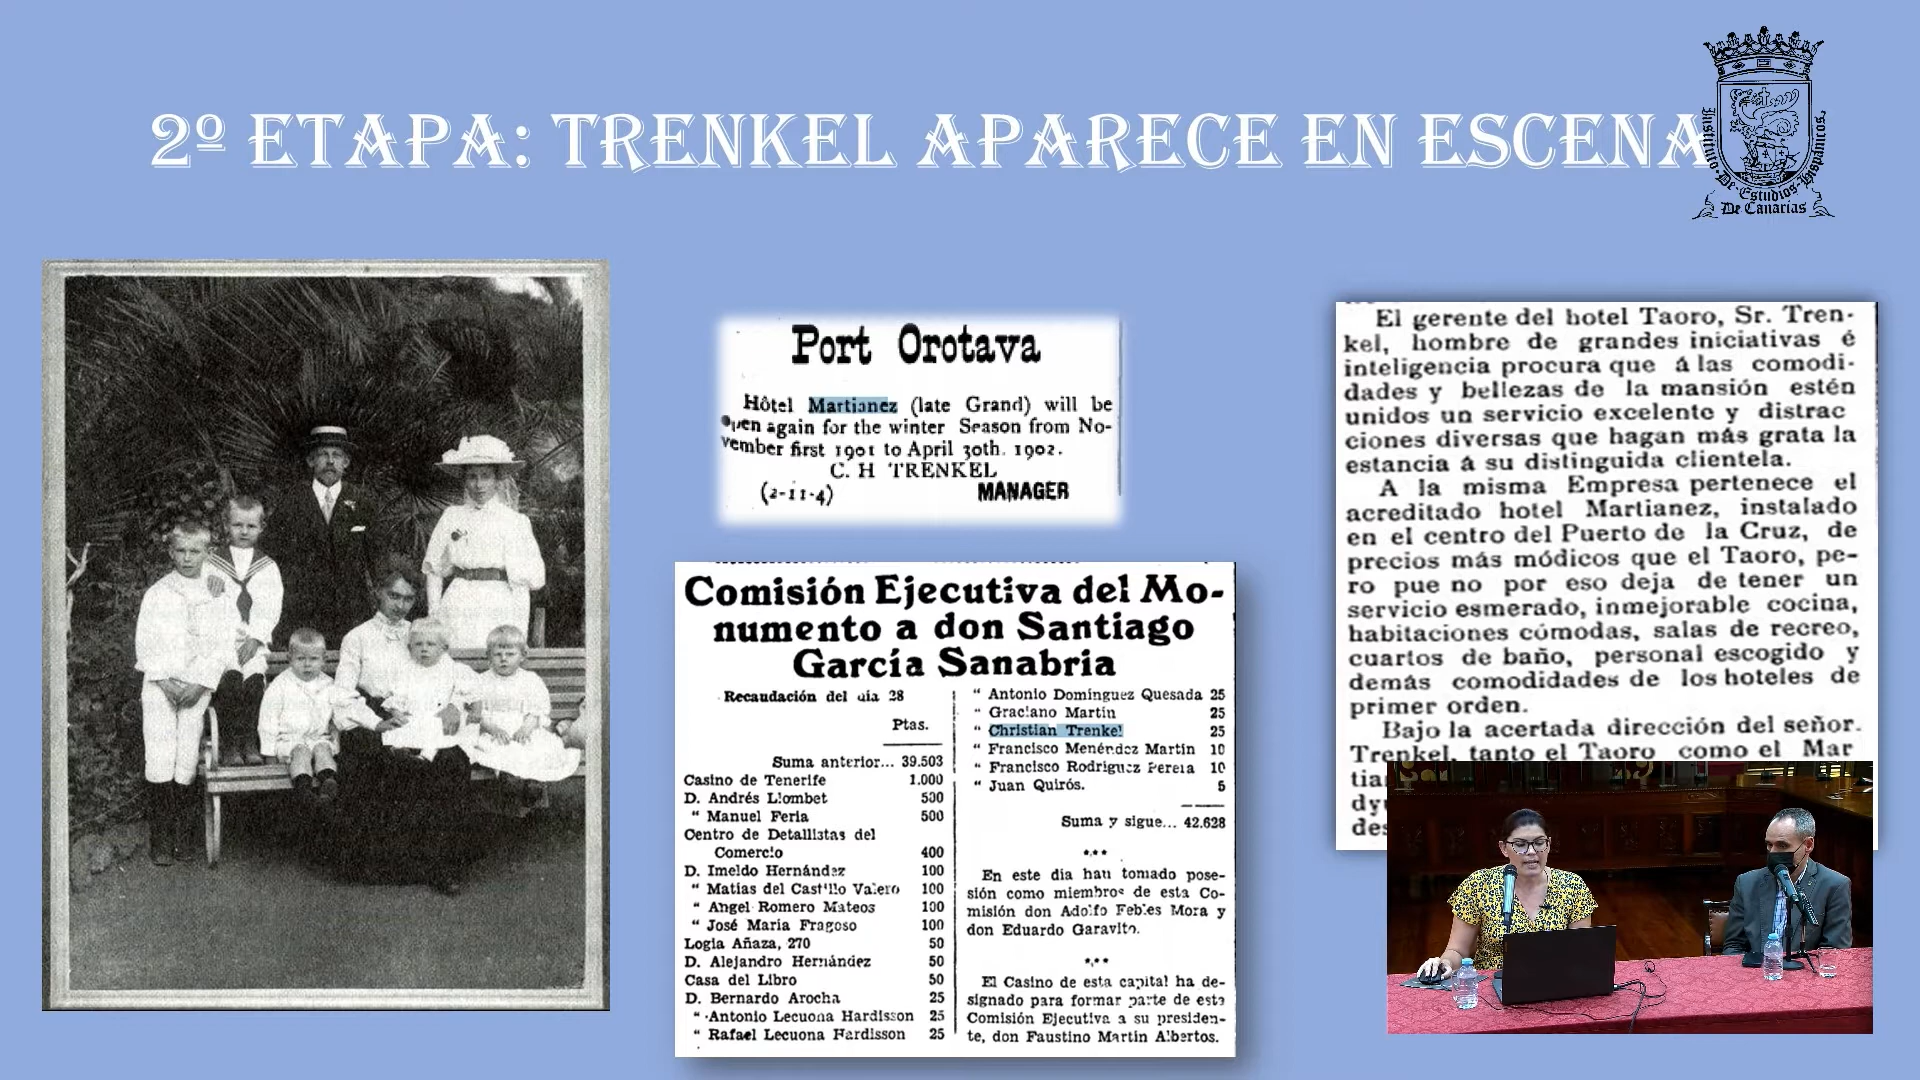 2º ETAPA: TRENKEL APARECE EN ESCENA
Instituto de Estudios Hispánicos
De Canarias
Port Orotava
Hôtel Martianez (late Grand) will be
open again for the winter Season from No-
vember first 1901 to April 30th. 1902.
C. H TRENKEL
(2-11-4) MANAGER
Comisión Ejecutiva del Mo-
numento a don Santiago
García Sanabria
Recaudación del dia 28
Ptas.
Suma anterior... 39.503
Casino de Tenerife 1.000
D. Andrés Llombet 500
“ Manuel Feria 500
Centro de Detallistas del
Comercio 400
D. Imeldo Hernández 100
“ Matías del Castillo Valero 100
“ Angel Romero Mateos 100
“ José María Fragoso 100
Logia Añaza, 270 50
D. Alejandro Hernández 50
Casa del Libro 50
D. Bernardo Arocha 25
“ Antonio Lecuona Hardisson 25
“ Rafael Lecuona Hardisson 25
“ Antonio Domínguez Quesada 25
“ Graciano Martín 25
“ Christian Trenkel 25
“ Francisco Menéndez Martín 10
“ Francisco Rodríguez Pereia 10
“ Juan Quirós. 5
Suma y sigue... 42.628
***
En este día han tomado pose-
sión como miembros de esta Co-
misión don Adolfo Febles Mora y
don Eduardo Garavito.
***
El Casino de esta capital ha de-
signado para formar parte de esta
Comisión Ejecutiva a su presiden-
te, don Faustino Martín Albertos.
El gerente del hotel Taoro, Sr. Tren-
kel, hombre de grandes iniciativas é
inteligencia procura que á las comodi-
dades y bellezas de la mansión estén
unidos un servicio excelente y distrac
ciones diversas que hagan más grata la
estancia á su distinguida clientela.
A la misma Empresa pertenece el
acreditado hotel Martianez, instalado
en el centro del Puerto de la Cruz, de
precios más módicos que el Taoro, pe-
ro pue no por eso deja de tener un
servicio esmerado, inmejorable cocina,
habitaciones cómodas, salas de recreo,
cuartos de baño, personal escogido y
demás comodidades de los hoteles de
primer orden.
Bajo la acertada dirección del señor.
Trenkel, tanto el Taoro como el Mar
tia
dy
des